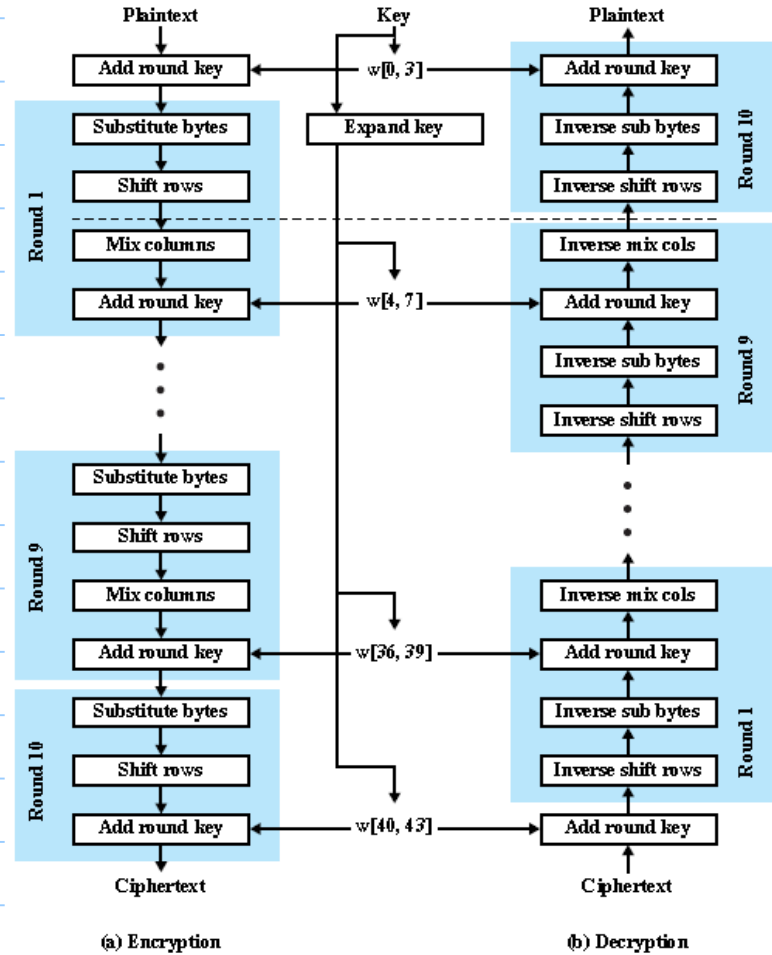 Plaintext
Key
Plaintext
Add round key
w[0, 3]
Add round key
Substitute bytes
Expand key
Inverse sub bytes
Shift rows
Inverse shift rows
Round 1
Round 10
Mix columns
Inverse mix cols
Add round key
w[4, 7]
Add round key
Inverse sub bytes
Round 9
Inverse shift rows
Substitute bytes
Shift rows
Round 9
Mix columns
Inverse mix cols
Add round key
w[36, 39]
Add round key
Substitute bytes
Inverse sub bytes
Round 10
Round 1
Shift rows
Inverse shift rows
Add round key
w[40, 43]
Add round key
Ciphertext
Ciphertext
(a) Encryption
(b) Decryption